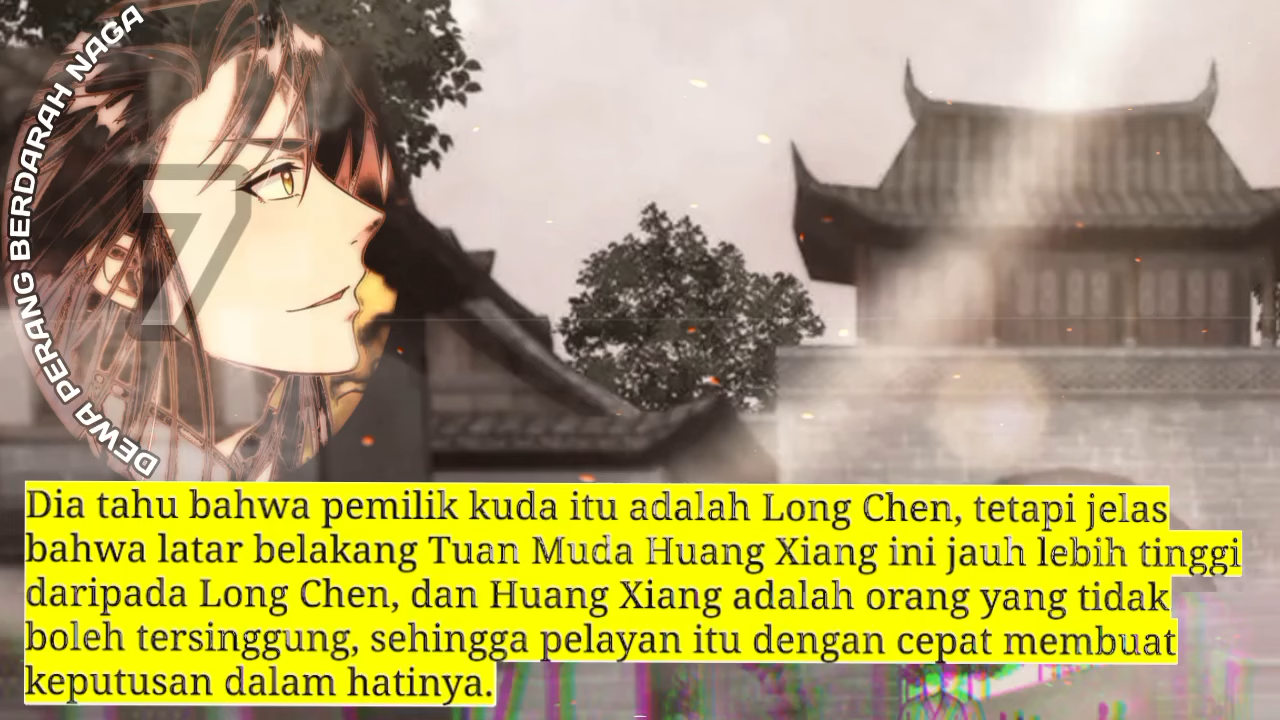 DEWA PERANG BERDARAH NAGA
7
Dia tahu bahwa pemilik kuda itu adalah Long Chen, tetapi jelas
bahwa latar belakang Tuan Muda Huang Xiang ini jauh lebih tinggi
daripada Long Chen, dan Huang Xiang adalah orang yang tidak
boleh tersinggung, sehingga pelayan itu dengan cepat membuat
keputusan dalam hatinya.